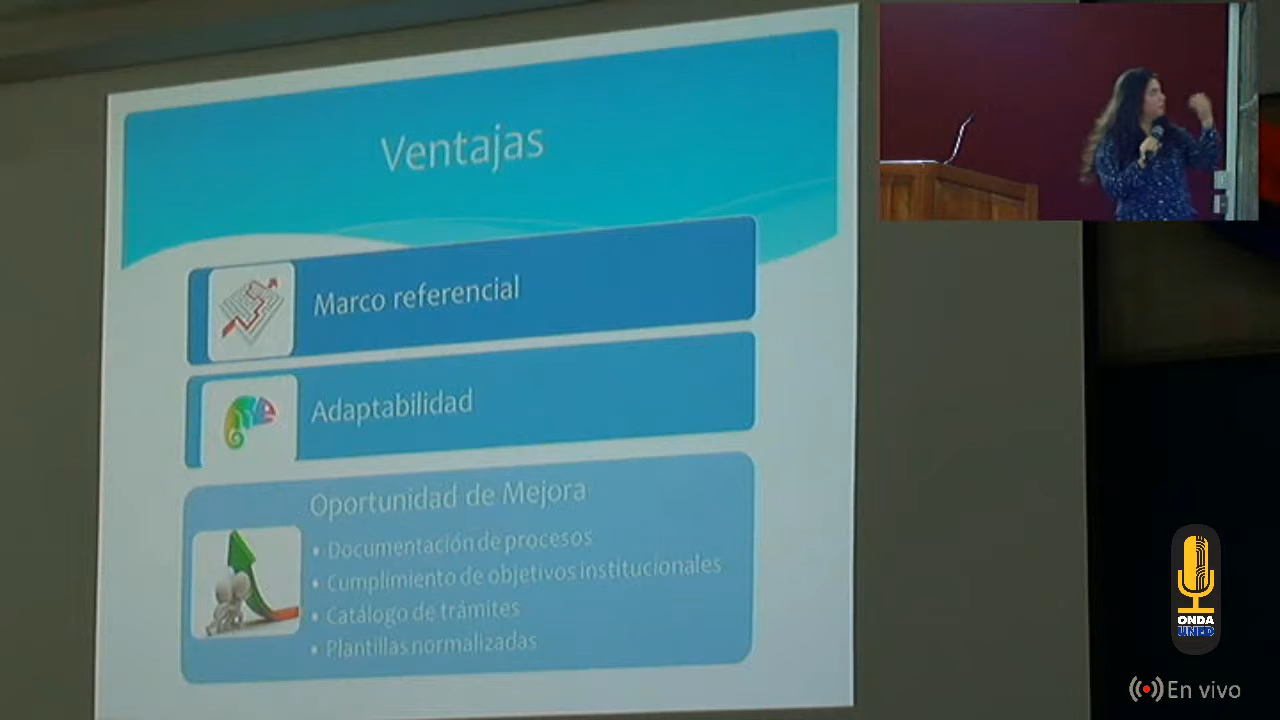 Ventajas
Marco referencial
Adaptabilidad
Oportunidad de Mejora
• Documentación de procesos
• Cumplimiento de objetivos institucionales
• Catálogo de trámites
• Plantillas normalizadas
ONDA
UNED
En vivo